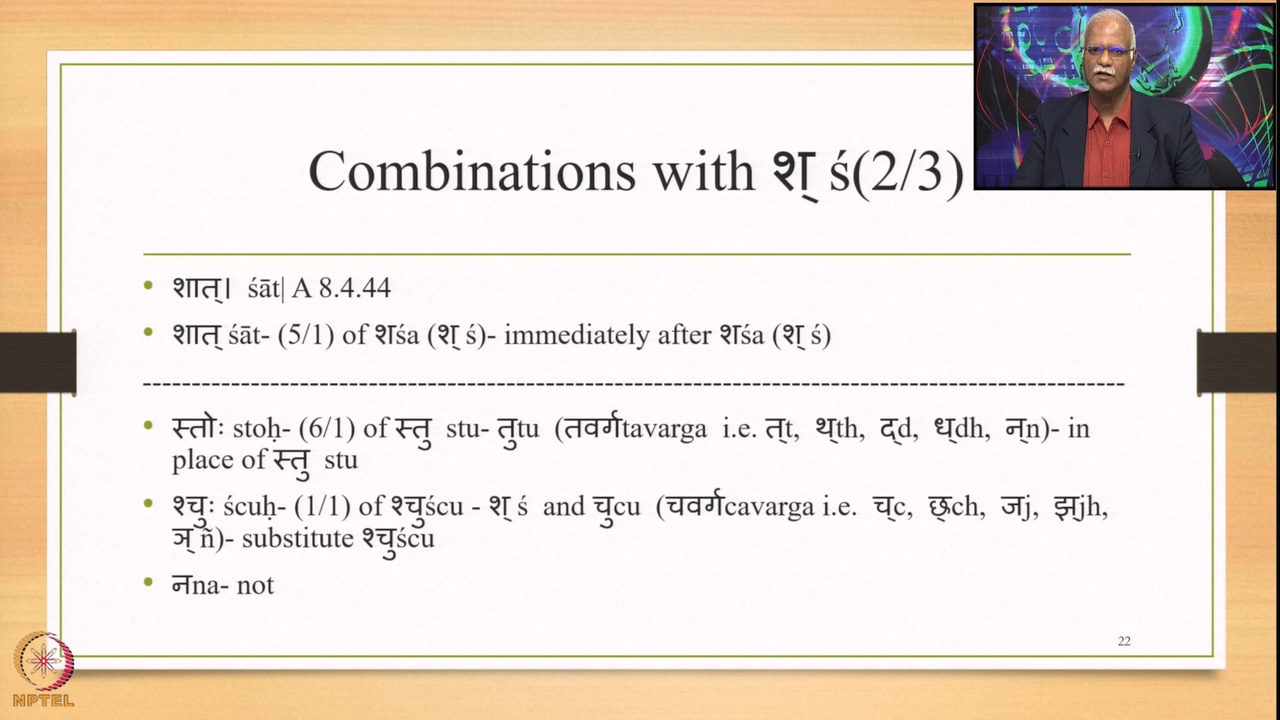 Combinations with श् ś(2/3)
शात्। śāt| A 8.4.44
शात् śāt- (5/1) of शśa (श् ś)- immediately after शśa (श् ś)
स्तोः stoḥ- (6/1) of स्तु stu- तुtu (तवर्गtavarga i.e. त्t, थ्th, द्d, ध्dh, न्n)- in
place of स्तु stu
श्चुः ścuḥ- (1/1) of श्चुścu - श् ś and चुcu (चवर्गcavarga i.e. च्c, छ्ch, जj, झjh,
ञ् ñ)- substitute श्चुścu
नna- not
22
NPTEL